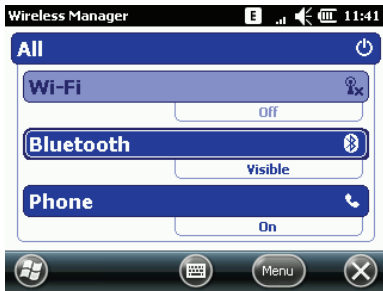 Wireless Manager E 11:41
All
Wi-Fi
Off
Bluetooth
Visible
Phone
On
Menu